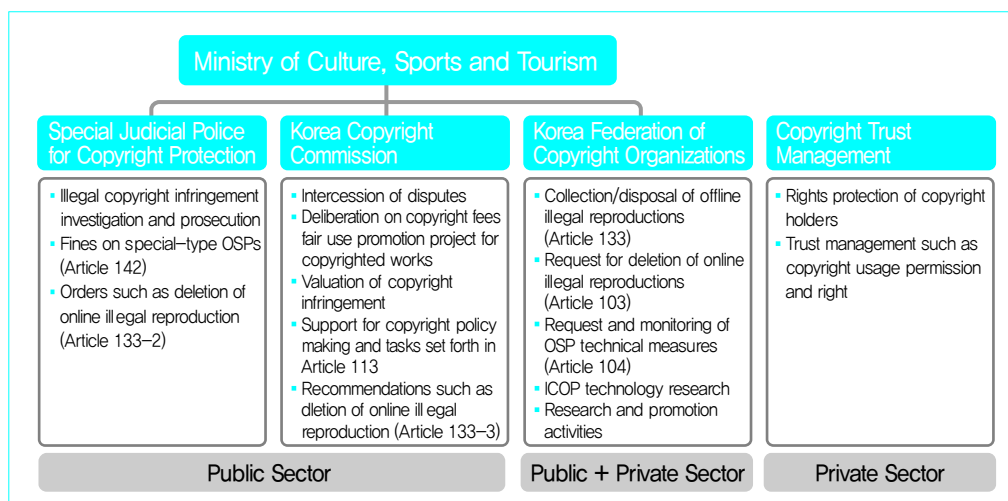 Ministry of Culture, Sports and Tourism
Special Judicial Police
for Copyright Protection
Illegal copyright infringement
investigation and prosecution
Fines on special-type OSPs
(Article 142)
Orders such as deletion of
online illegal reproduction
(Article 133-2)
Korea Copyright
Commission
Intercession of disputes
Deliberation on copyright fees
fair use promotion project for
copyrighted works
Valuation of copyright
infringement
Support for copyright policy
making and tasks set forth in
Article 113
Recommendations such as
dletion of online illegal
reproduction (Article 133-3)
Korea Federation of
Copyright Organizations
Collection/disposal of offline
illegal reproductions
(Article 133)
Request for deletion of online
illegal reproductions
(Article 103)
Request and monitoring of
OSP technical measures
(Article 104)
ICOP technology research
Research and promotion
activities
Copyright Trust
Management
Rights protection of copyright
holders
Trust management such as
copyright usage permission
and right
Public Sector
Public + Private Sector
Private Sector